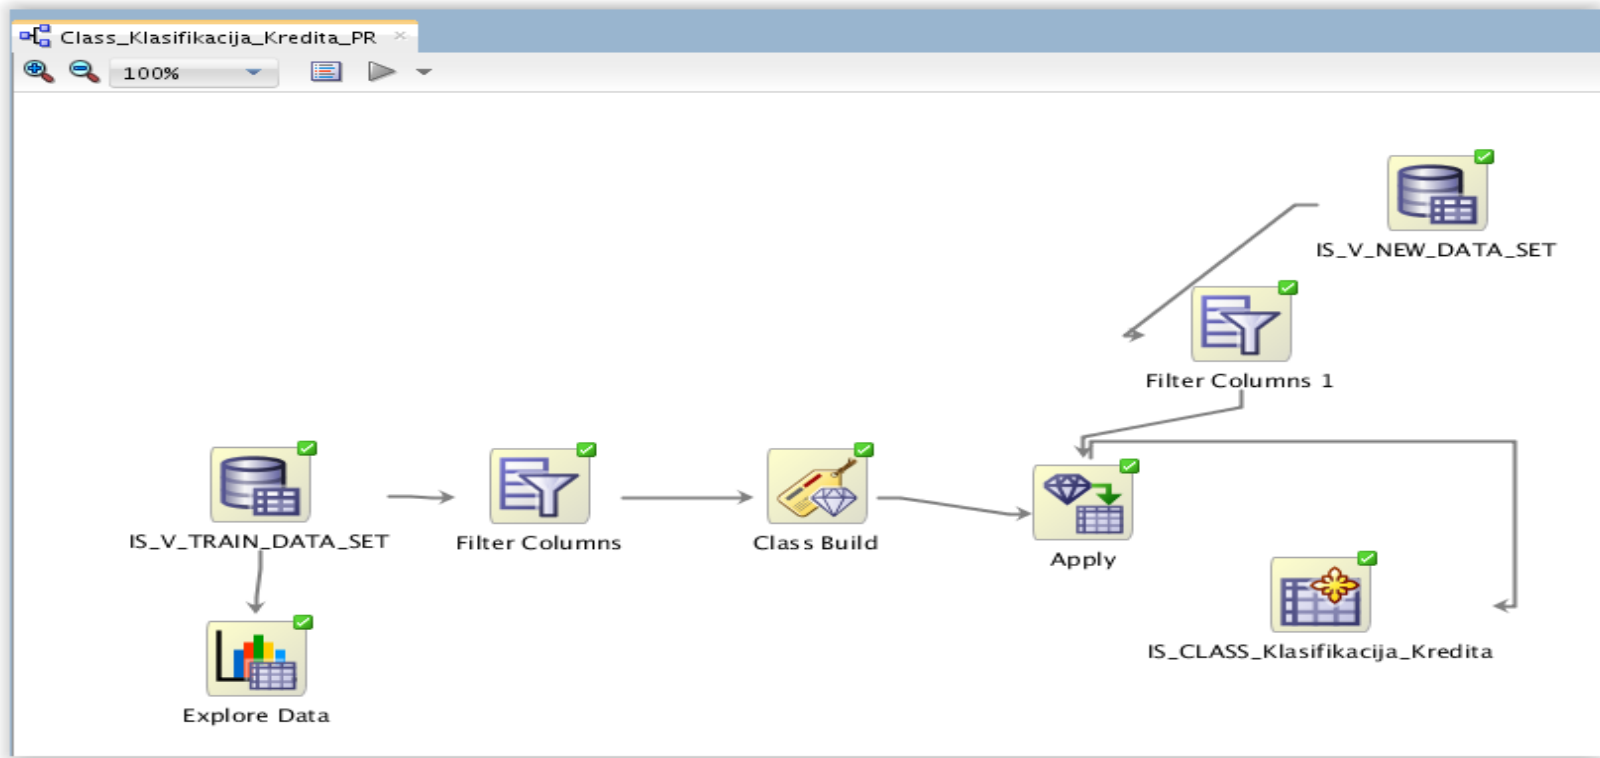 Class_Klasifikacija_Kredita_PR
100%
IS_V_NEW_DATA_SET
Filter Columns 1
IS_V_TRAIN_DATA_SET
Filter Columns
Class Build
Apply
IS_CLASS_Klasifikacija_Kredita
Explore Data